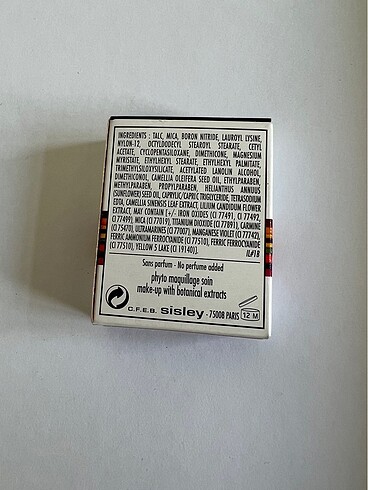 INGREDIENTS : TALC, MICA, BORON NITRIDE, LAUROYL LYSINE,
NYLON-12, OCTYLDODECYL STEAROYL STEARATE, CETYL
ACETATE, CYCLOPENTASILOXANE, DIMETHICONE, MAGNESIUM
MYRISTATE, ETHYLHEXYL STEARATE, ETHYLHEXYL PALMITATE,
TRIMETHYLSILOXYSILICATE, ACETYLATED LANOLIN ALCOHOL,
DIMETHICONOL, CAMELLIA OLEIFERA SEED OIL, ETHYLPARABEN,
METHYLPARABEN, PROPYLPARABEN, HELIANTHUS ANNUUS
(SUNFLOWER) SEED OIL, CAPRYLIC/CAPRIC TRIGLYCERIDE, TETRASODIUM
EDTA, CAMELLIA SINENSIS LEAF EXTRACT, LILIUM CANDIDUM FLOWER
EXTRACT, MAY CONTAIN [+/- IRON OXIDES (CI 77491, CI 77492,
CI 77499), MICA (CI 77019), TITANIUM DIOXIDE (CI 77891), CARMINE
(CI 75470), ULTRAMARINES (CI 77007), MANGANESE VIOLET (CI 77742),
FERRIC AMMONIUM FERROCYANIDE (CI 77510), FERRIC FERROCYANIDE
(CI 77510), YELLOW 5 LAKE (CI 19140)].
IL#1B
Sans parfum - No perfume added
phyto maquillage soin
make-up with botanical extracts
C.F.E.B. sisley - 75008 PARIS
12 M